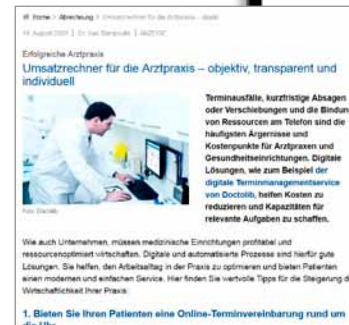 Home > Abrechnung > Umsatzrechner für die Arztpraxis – objekt
ANZEIGE
Erfolgreiche Arztpraxis
Umsatzrechner für die Arztpraxis – objektiv, transparent und
individuell
Terminausfälle, kurzfristige Absagen
oder Verschiebungen und die Bindun
von Ressourcen am Telefon sind die
häufigsten Ärgernisse und
Kostenpunkte für Arztpraxen und
Gesundheitseinrichtungen. Digitale
Lösungen, wie zum Beispiel der
digitale Terminmanagementservice
von Doctolib, helfen Kosten zu
reduzieren und Kapazitäten für
relevante Aufgaben zu schaffen.
Foto: Doctolib
Wie auch Unternehmen, müssen medizinische Einrichtungen profitabel und
ressourcenoptimiert wirtschaften. Digitale und automatisierte Prozesse sind hierfür gute
Lösungen. Sie helfen, den Arbeitsalltag in der Praxis zu optimieren und bieten Patienten
einen modernen und einfachen Service. Hier finden Sie wertvolle Tipps für die Steigerung d
Wirtschaftlichkeit Ihrer Praxis:
1. Bieten Sie Ihren Patienten eine Online-Terminvereinbarung rund um
die Uhr